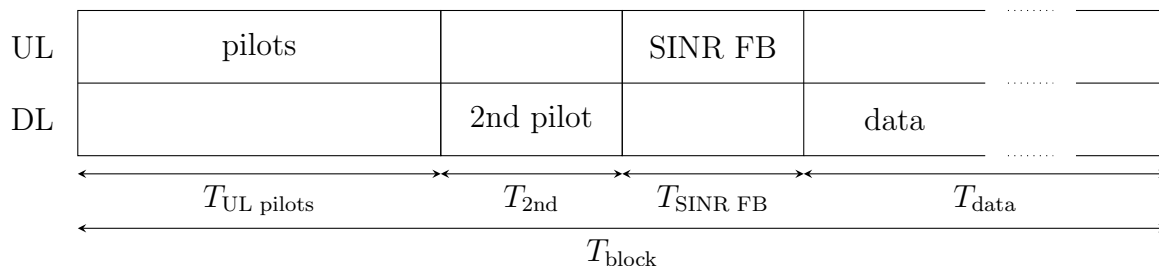 UL pilots SINR FB
DL 2nd pilot data
T_UL pilots T_2nd T_SINR FB T_data
T_block